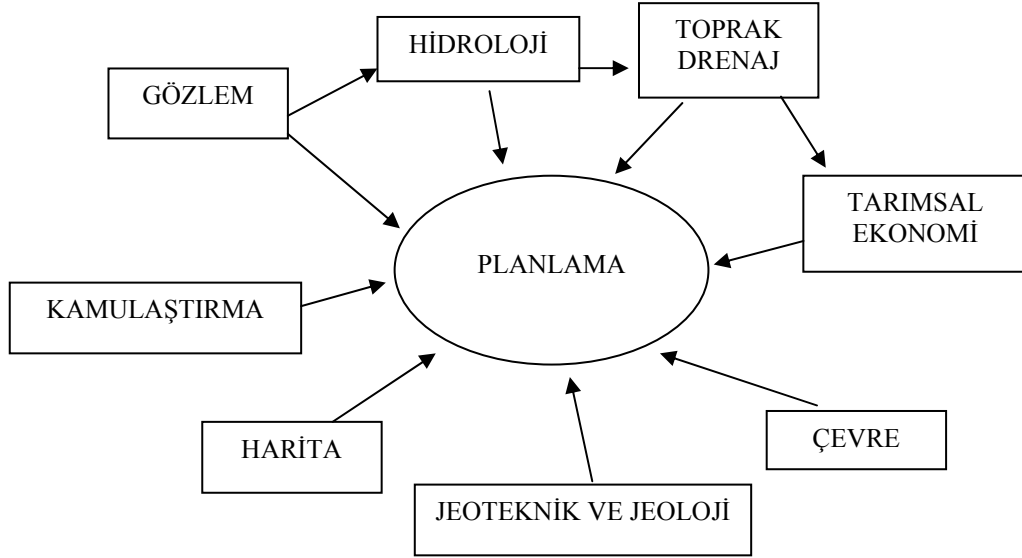 HİDROLOJİ
TOPRAK
DRENAJ
GÖZLEM
TARIMSAL
EKONOMİ
PLANLAMA
KAMULAŞTIRMA
HARİTA
ÇEVRE
JEOTEKNİK VE JEOLOJİ